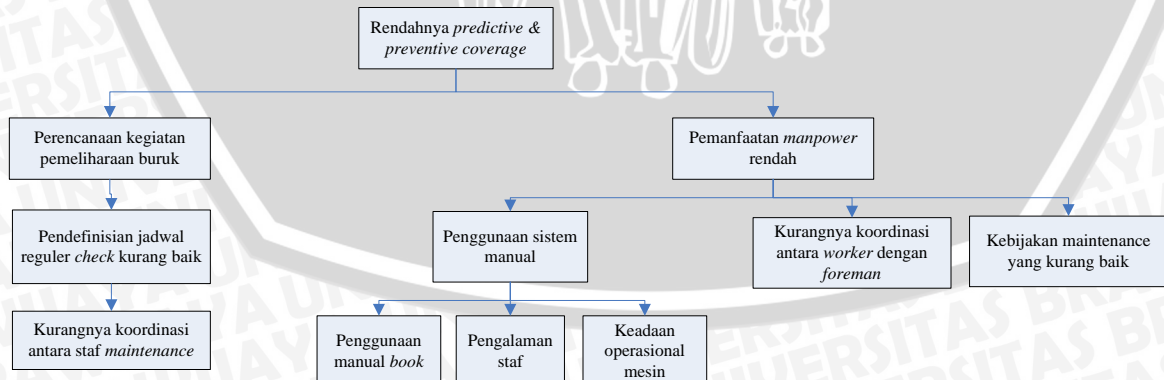 Rendahnya predictive &
preventive coverage
Perencanaan kegiatan
pemeliharaan buruk
Pemanfaatan manpower
rendah
Pendefinisian jadwal
reguler check kurang baik
Penggunaan sistem
manual
Kurangnya koordinasi
antara worker dengan
foreman
Kebijakan maintenance
yang kurang baik
Kurangnya koordinasi
antara staf maintenance
Penggunaan
manual book
Pengalaman
staf
Keadaan
operasional
mesin